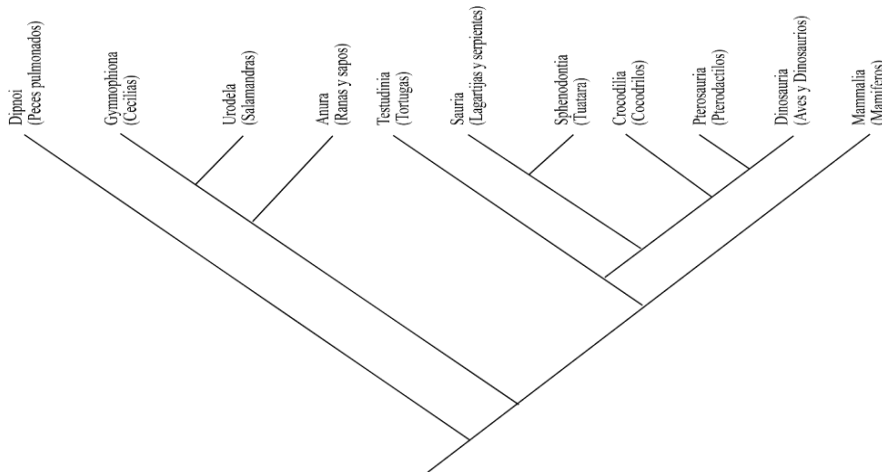 Dipnoi
(Peces pulmonados)
Gymnophiona
(Cecilias)
Urodela
(Salamandras)
Anura
(Ranas y sapos)
Testudinia
(Tortugas)
Sauria
(Lagartijas y serpientes)
Sphenodontia
(Tuatara)
Crocodilia
(Cocodrilos)
Pterosauria
(Pterodactilos)
Dinosauria
(Aves y Dinosaurios)
Mammalia
(Mamiferos)